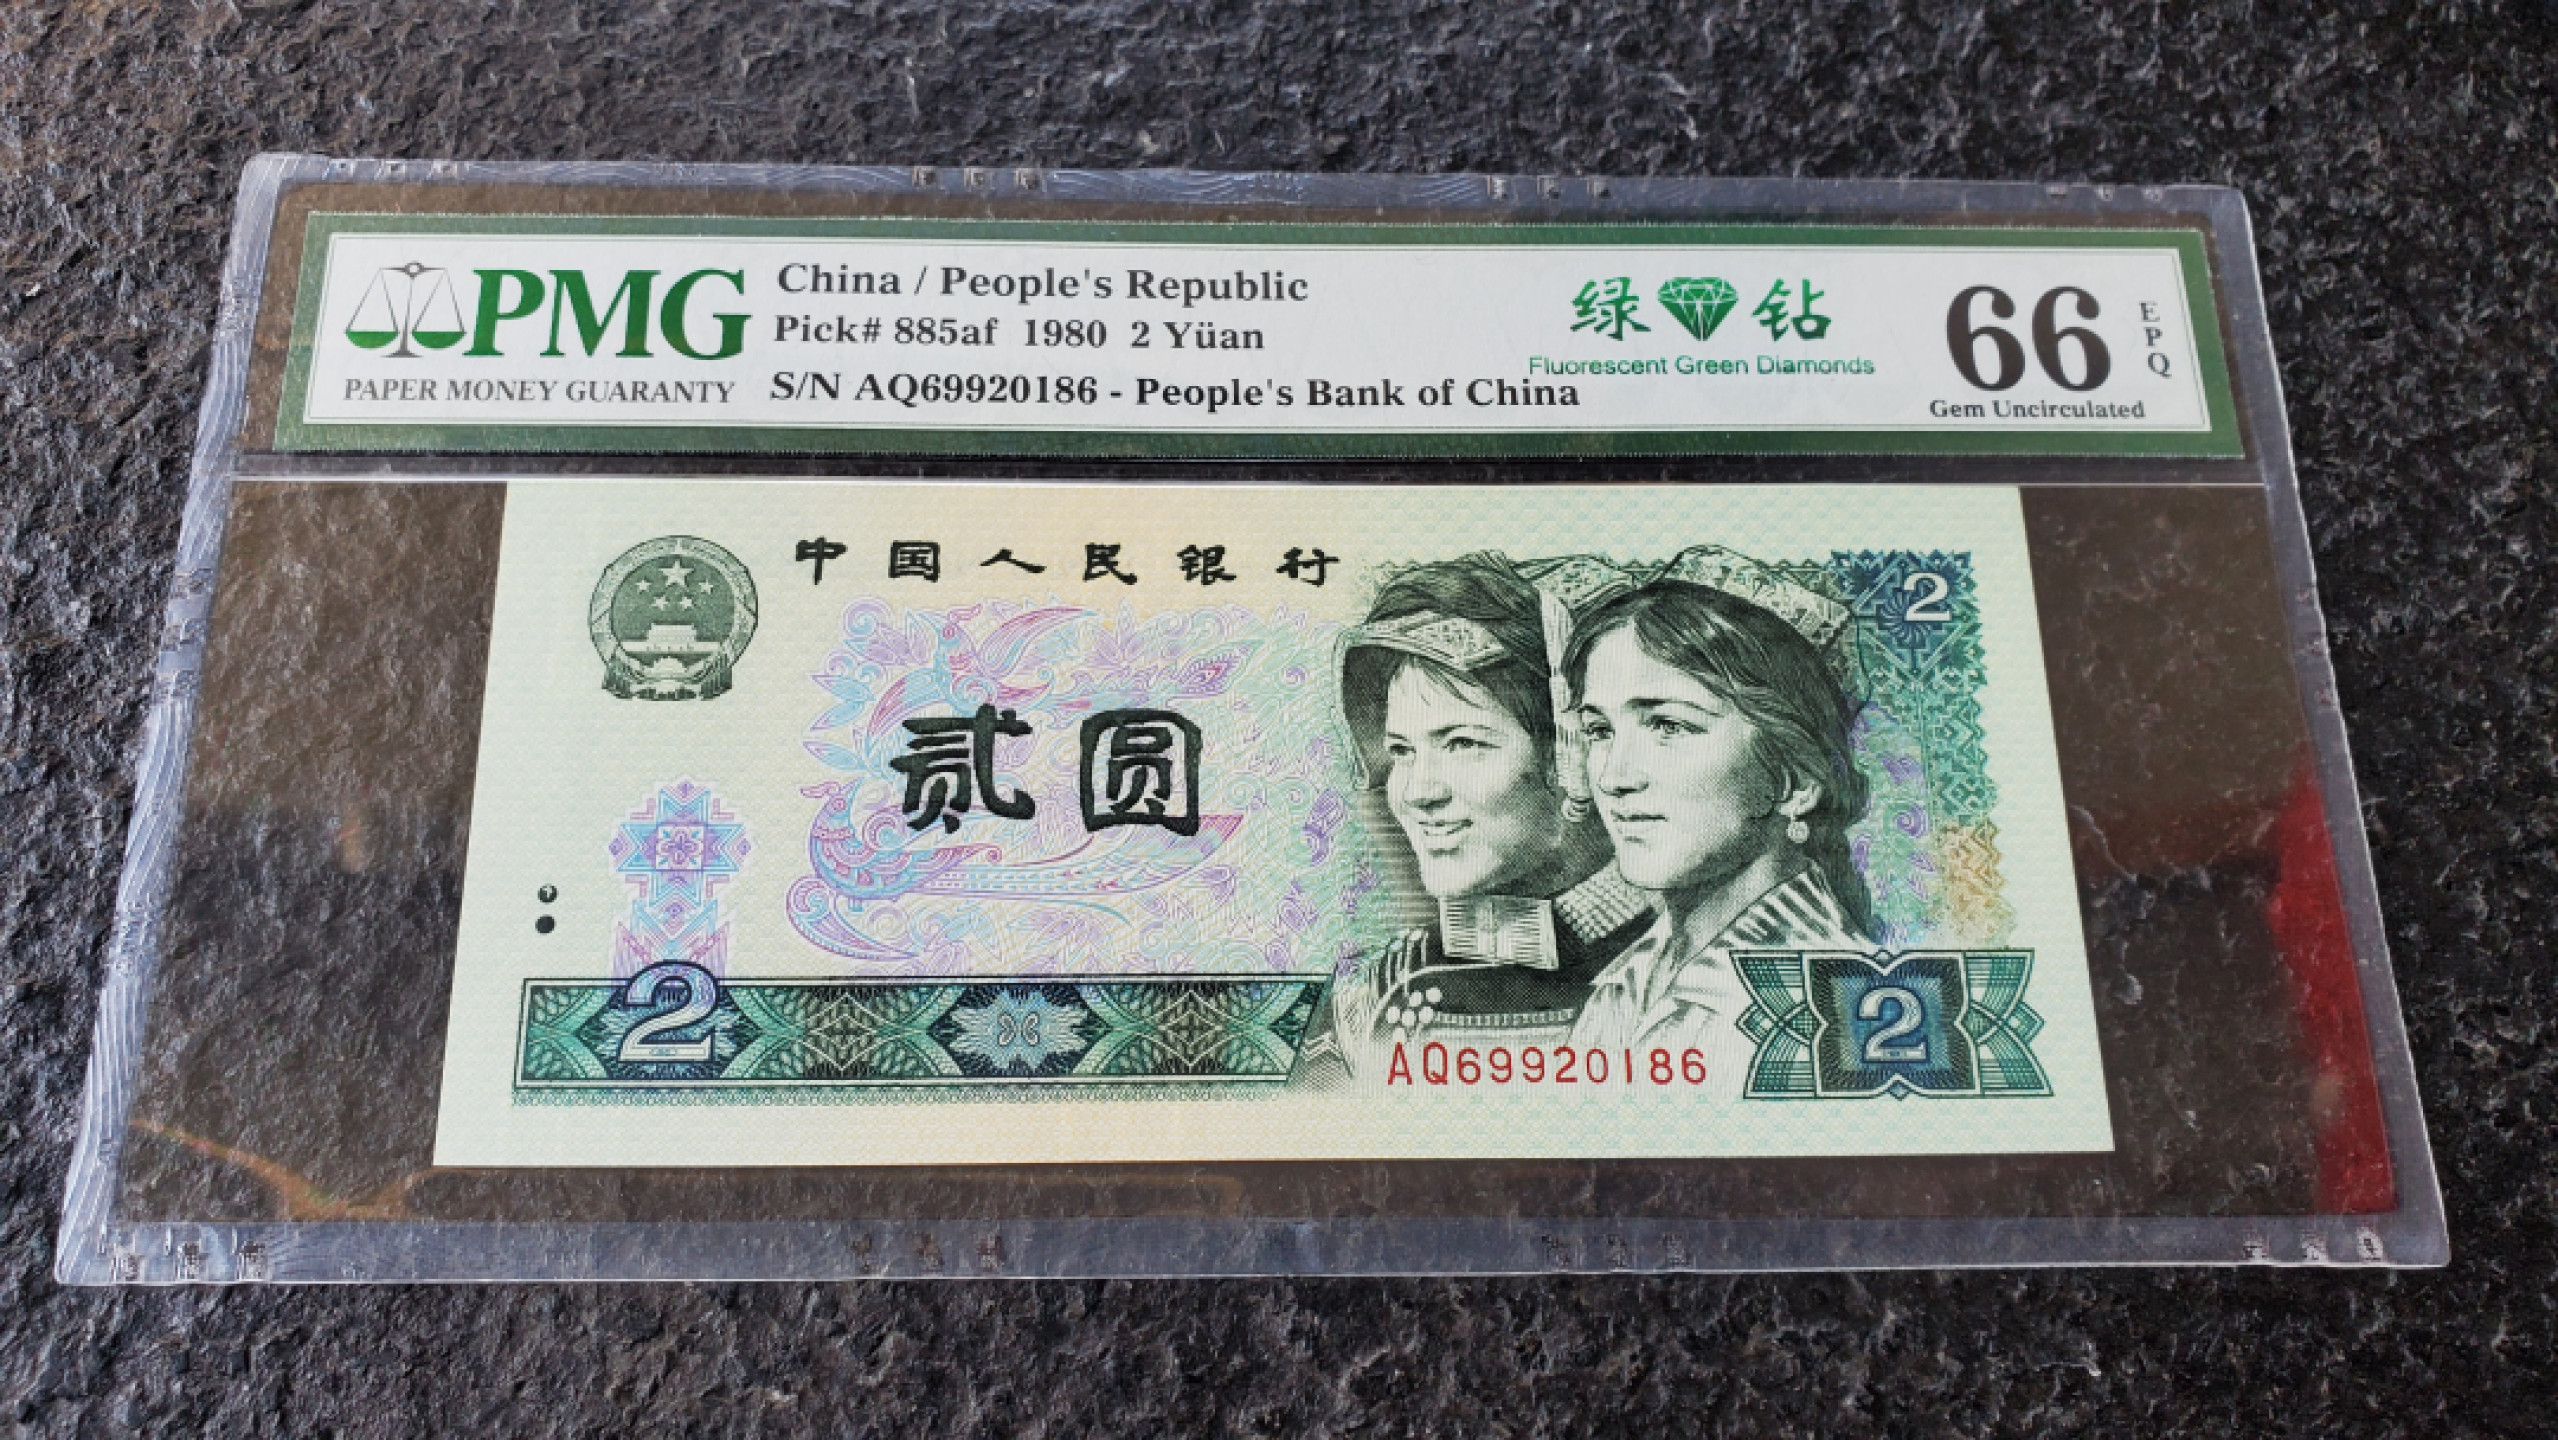 PMG
PAPER MONEY GUARANTY
China / People's Republic
Pick# 885af 1980 2 Yüan
S/N AQ69920186 - People's Bank of China
绿 钻
Fluorescent Green Diamonds
66
EPQ
Gem Uncirculated
中国人民银行
2
贰圆
2
AQ69920186
2